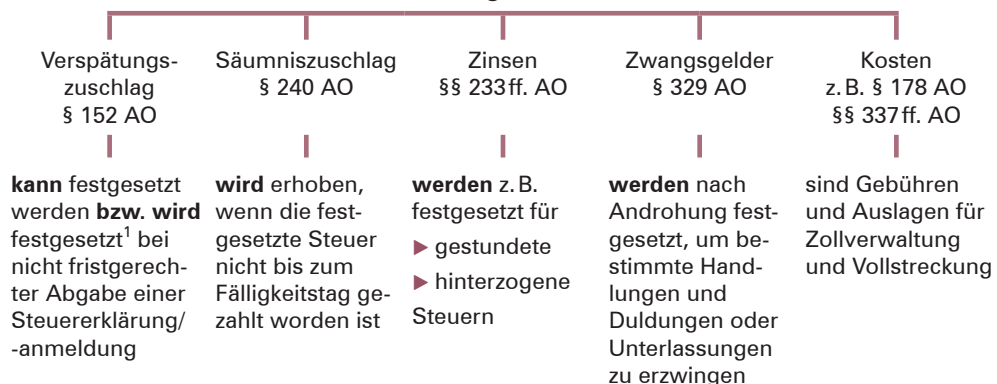 Verspätungs-
zuschlag
§ 152 AO
Säumniszuschlag
§ 240 AO
Zinsen
§§ 233 ff. AO
Zwangsgelder
§ 329 AO
Kosten
z. B. § 178 AO
§§ 337 ff. AO
kann festgesetzt
werden bzw. wird
festgesetzt¹ bei
nicht fristgerech-
ter Abgabe einer
Steuererklärung/
-anmeldung
wird erhoben,
wenn die fest-
gesetzte Steuer
nicht bis zum
Fälligkeitstag ge-
zahlt worden ist
werden z. B.
festgesetzt für
▶ gestundete
▶ hinterzogene
Steuern
werden nach
Androhung fest-
gesetzt, um be-
stimmte Hand-
lungen und
Duldungen oder
Unterlassungen
zu erzwingen
sind Gebühren
und Auslagen für
Zollverwaltung
und Vollstreckung